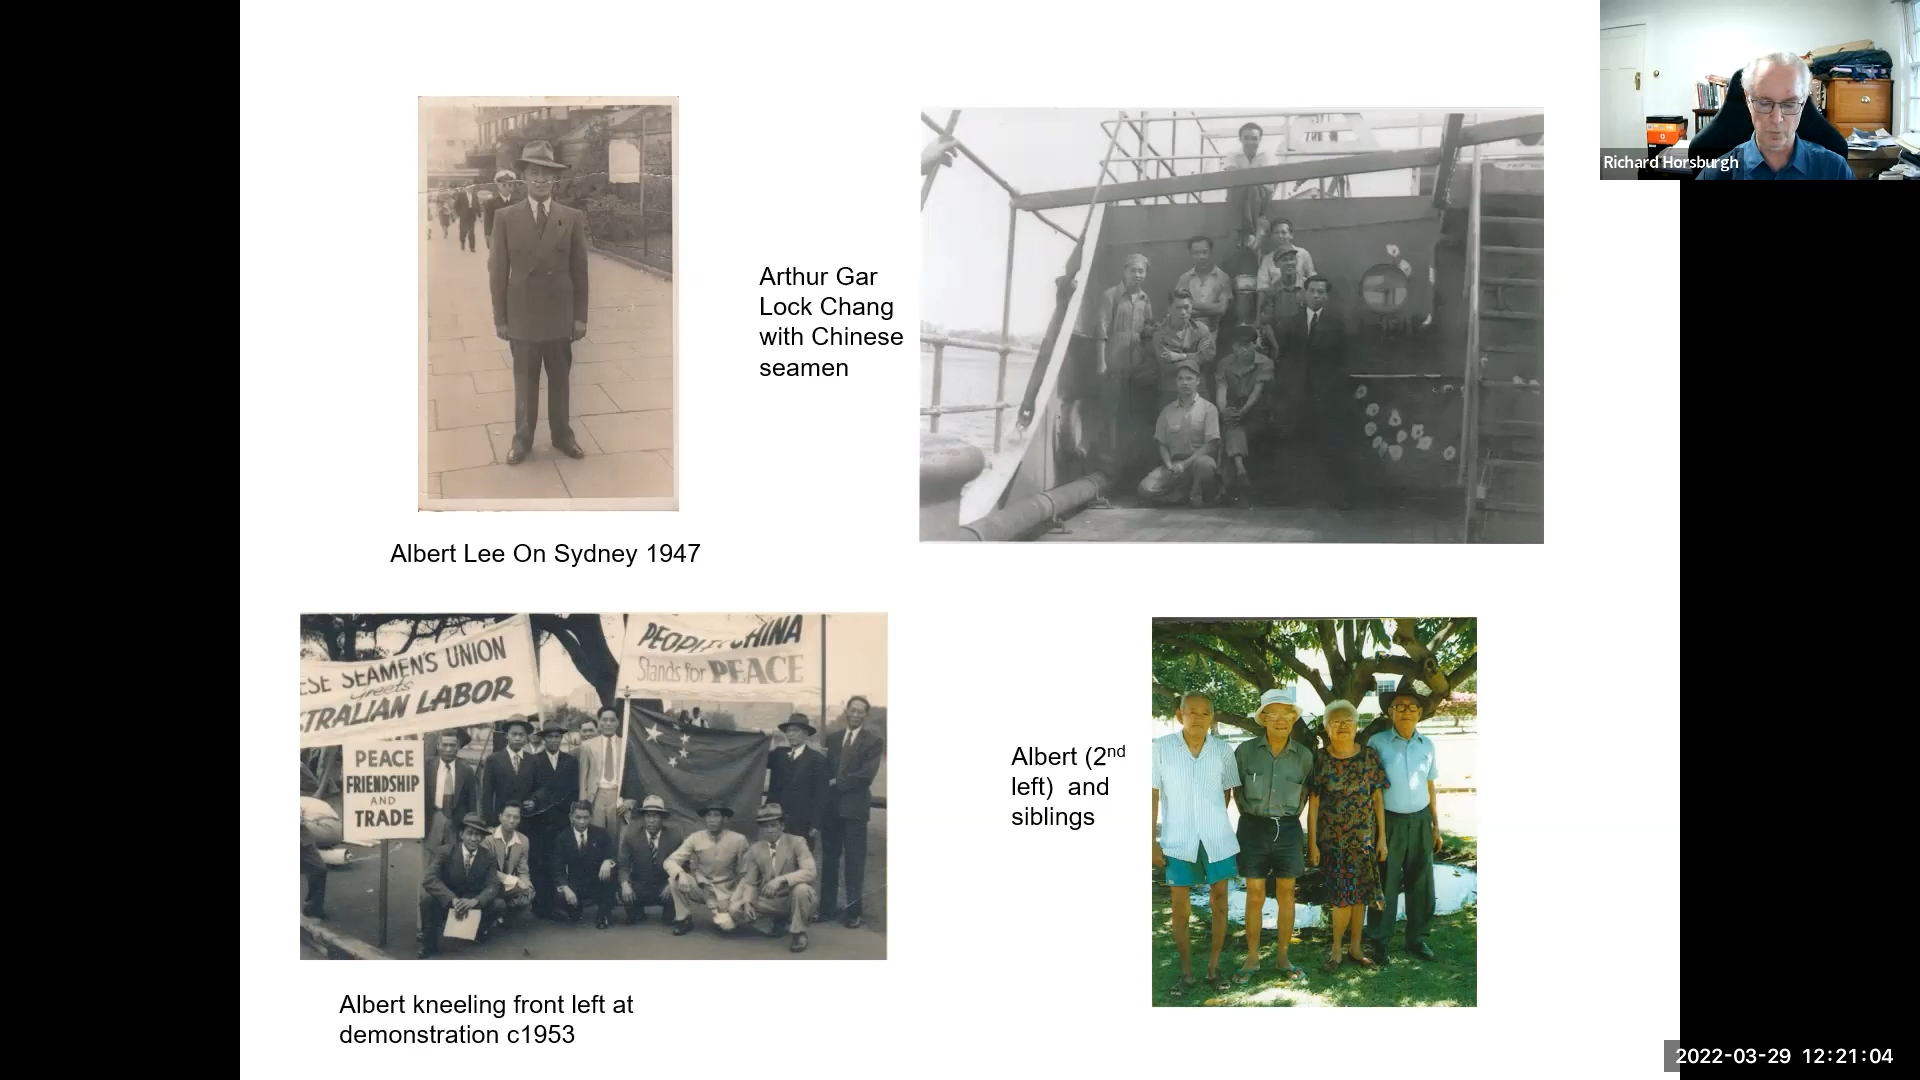 Richard Horsburgh
Arthur Gar
Lock Chang
with Chinese
seamen
Albert Lee On Sydney 1947
ESE SEAMEN'S UNION
greets
TRALIAN LABOR
PEOPLE'S CHINA
Stands for PEACE
PEACE
FRIENDSHIP
AND
TRADE
Albert (2nd
left) and
siblings
Albert kneeling front left at
demonstration c1953
2022-03-29 12:21:04